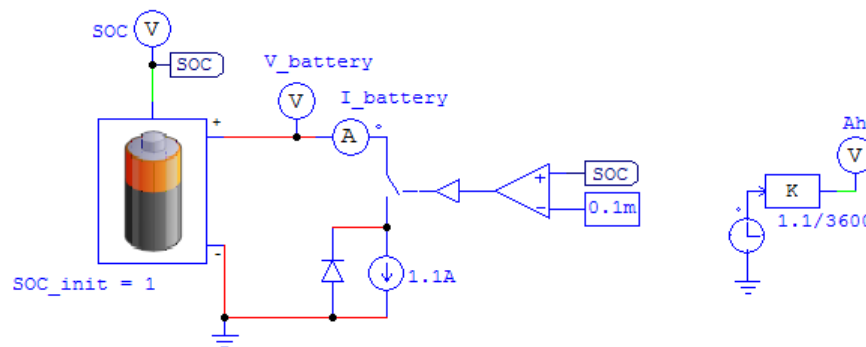 SOC V
SOC
V_battery
V
I_battery
A
+
-
SOC_init = 1
1.1A
+
−
SOC
0.1m
Ah
V
K
1.1/3600